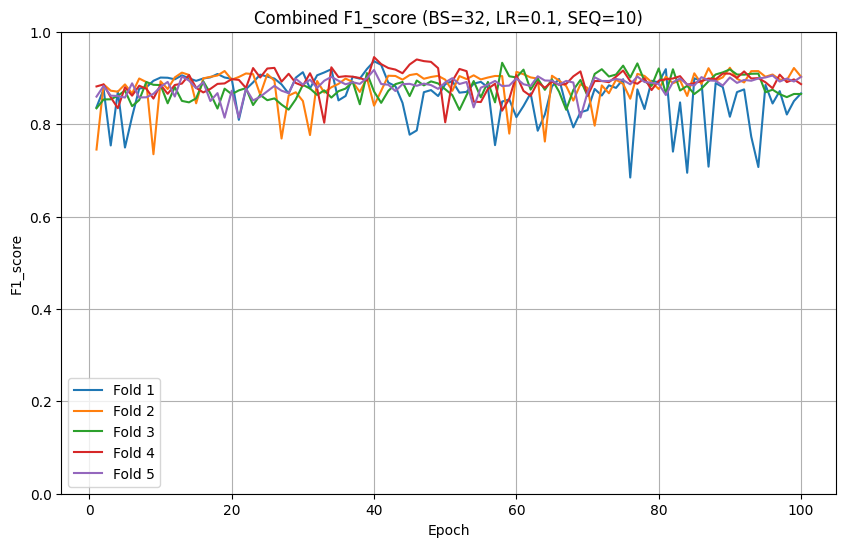 Combined F1_score (BS=32, LR=0.1, SEQ=10)
F1_score
1.0
0.8
0.6
0.4
0.2
0.0
Fold 1
Fold 2
Fold 3
Fold 4
Fold 5
0 20 40 60 80 100
Epoch